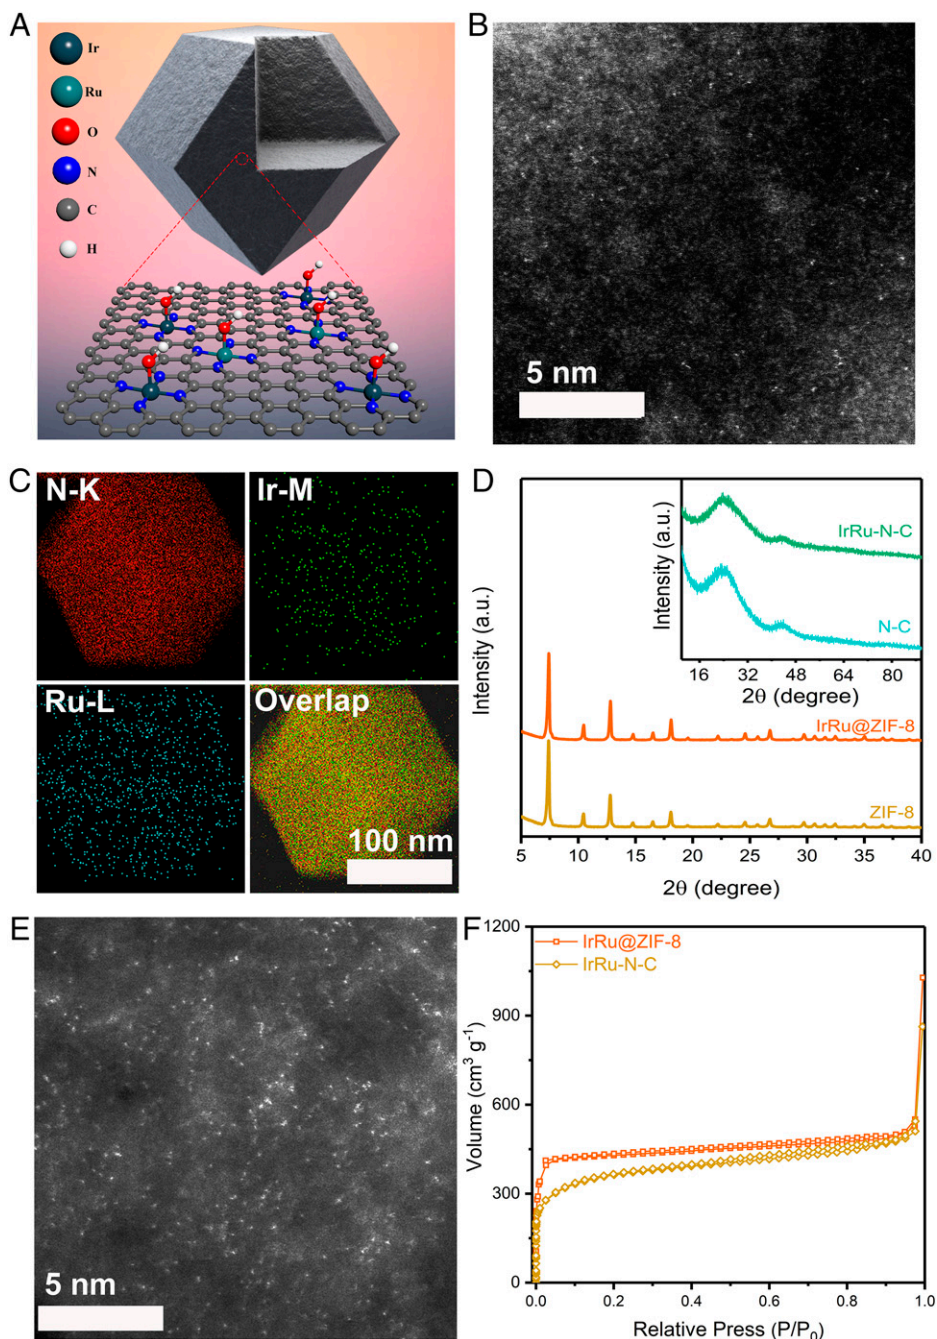 A
Ir
Ru
O
N
C
H
B
5 nm
C
N-K
Ir-M
Ru-L
Overlap
100 nm
D
Intensity (a.u.)
Intensity (a.u.)
IrRu-N-C
N-C
16 32 48 64 80
2θ (degree)
IrRu@ZIF-8
ZIF-8
5 10 15 20 25 30 35 40
2θ (degree)
E
5 nm
F
1200
900
600
300
0
Volume (cm³ g⁻¹)
IrRu@ZIF-8
IrRu-N-C
0.0 0.2 0.4 0.6 0.8 1.0
Relative Press (P/P₀)